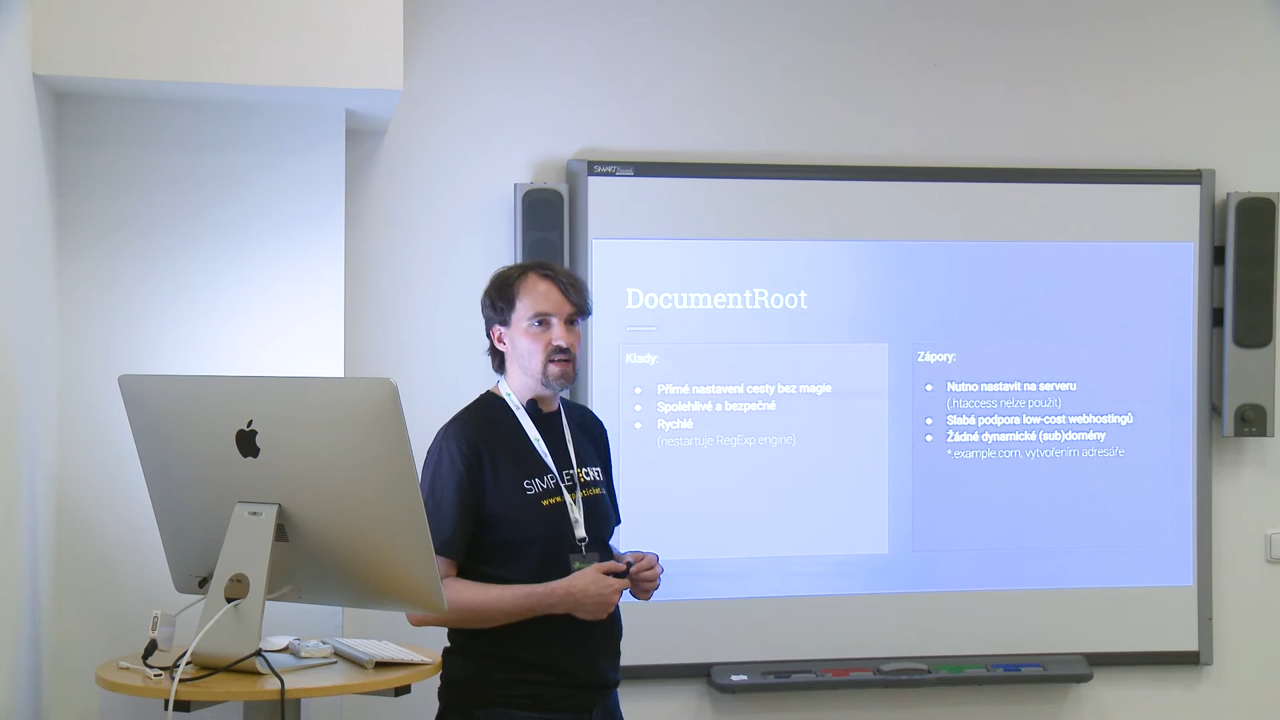 SMART
DocumentRoot
Klady:
Přímé nastavení cesty bez magie
Spolehlivé a bezpečné
Rychlé
(nestartuje RegExp engine)
Zápory:
Nutno nastavit na serveru
(.htaccess nelze použít)
Slabá podpora low-cost webhostingů
Žádné dynamické (sub)domény
*.example.com, vytvořením adresáře